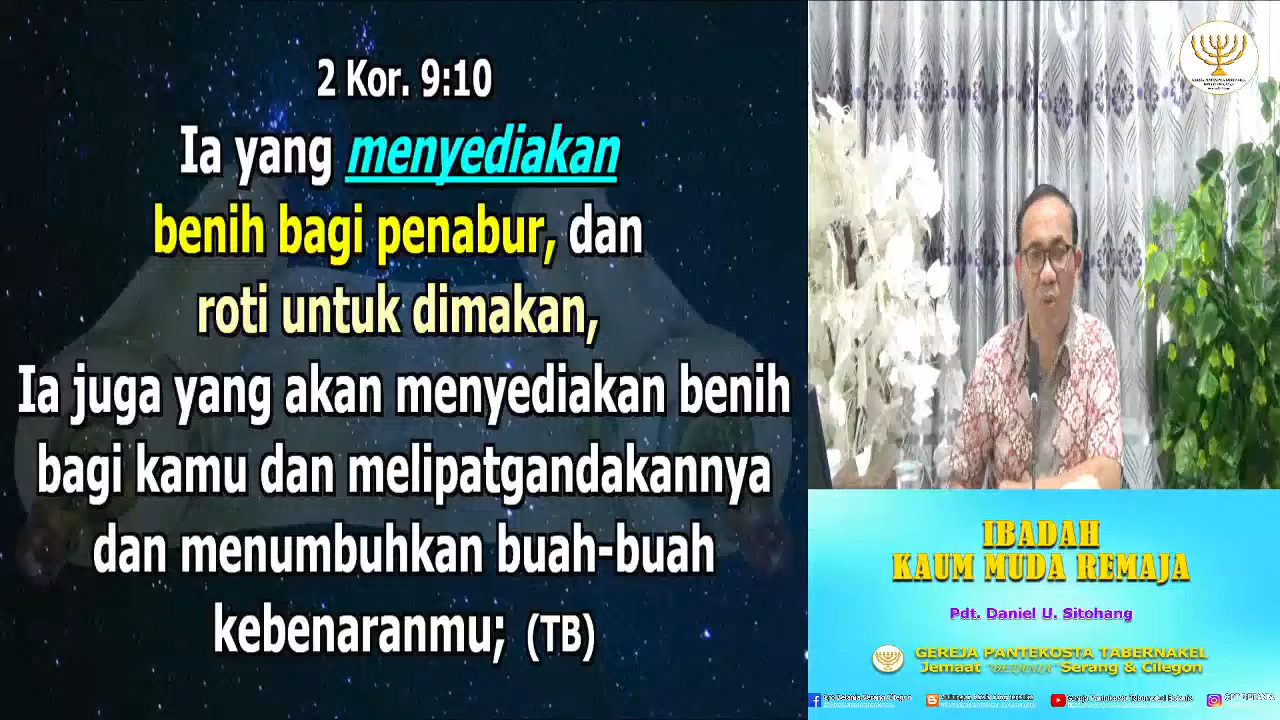 2 Kor. 9:10
Ia yang menyediakan
benih bagi penabur, dan
roti untuk dimakan,
Ia juga yang akan menyediakan benih
bagi kamu dan melipatgandakannya
dan menumbuhkan buah-buah
kebenaranmu; (TB)
IBADAH
KAUM MUDA REMAJA
Pdt. Daniel U. Sitohang
GEREJA PANTEKOSTA TABERNAKEL
Jemaat "BETANIA" Serang & Cilegon